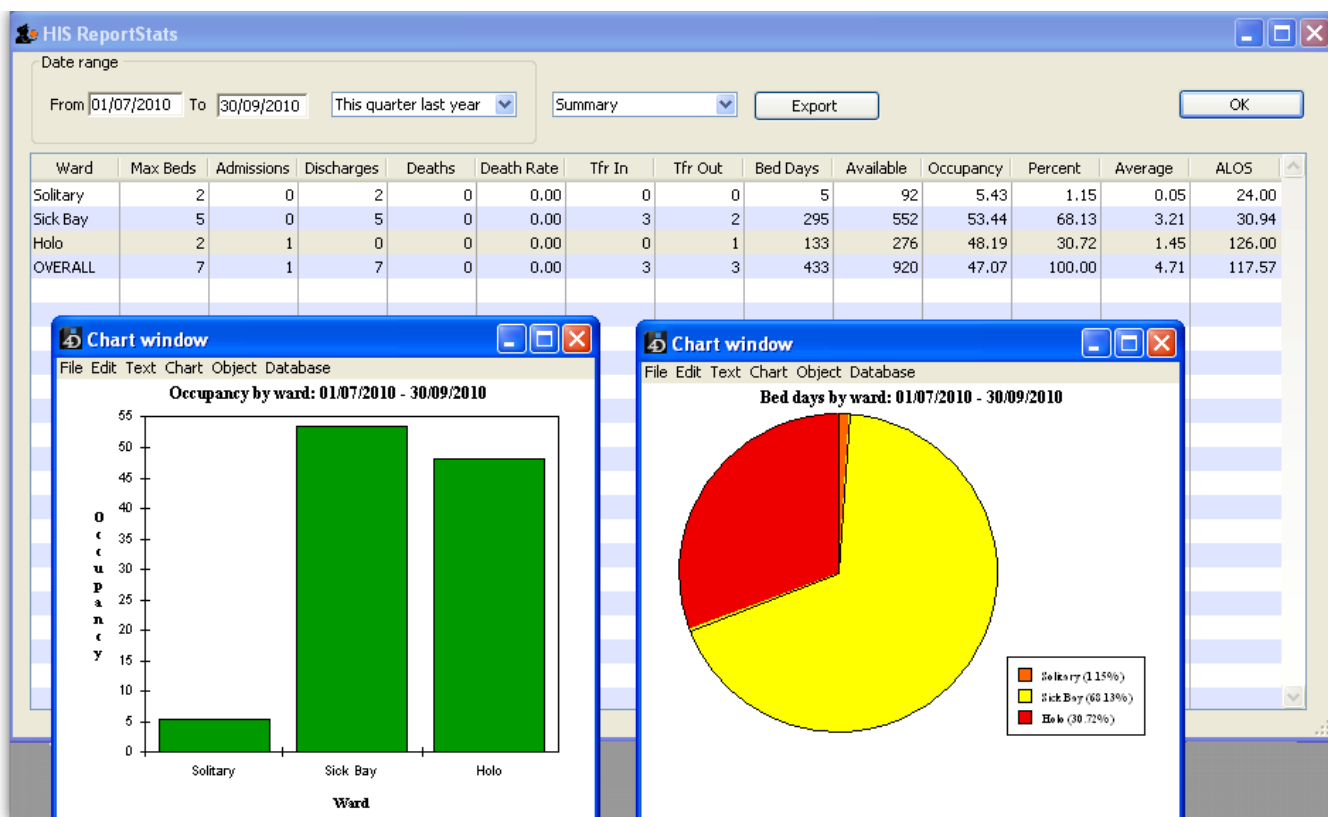 HIS ReportStats
Date range
From 01/07/2010 To 30/09/2010 This quarter last year Summary Export OK
Ward Max Beds Admissions Discharges Deaths Death Rate Tfr In Tfr Out Bed Days Available Occupancy Percent Average ALOS
Solitary 2 0 2 0 0.00 0 0 5 92 5.43 1.15 0.05 24.00
Sick Bay 5 0 5 0 0.00 3 2 295 552 53.44 68.13 3.21 30.94
Holo 2 1 0 0 0.00 0 1 133 276 48.19 30.72 1.45 126.00
OVERALL 7 1 7 0 0.00 3 3 433 920 47.07 100.00 4.71 117.57
Chart window
File Edit Text Chart Object Database
Occupancy by ward: 01/07/2010 - 30/09/2010
55
50
45
40
35
30
25
20
15
10
5
0
Occupancy
Solitary Sick Bay Holo
Ward
Chart window
File Edit Text Chart Object Database
Bed days by ward: 01/07/2010 - 30/09/2010
Solitary (1.15%)
Sick Bay (68.13%)
Holo (30.72%)